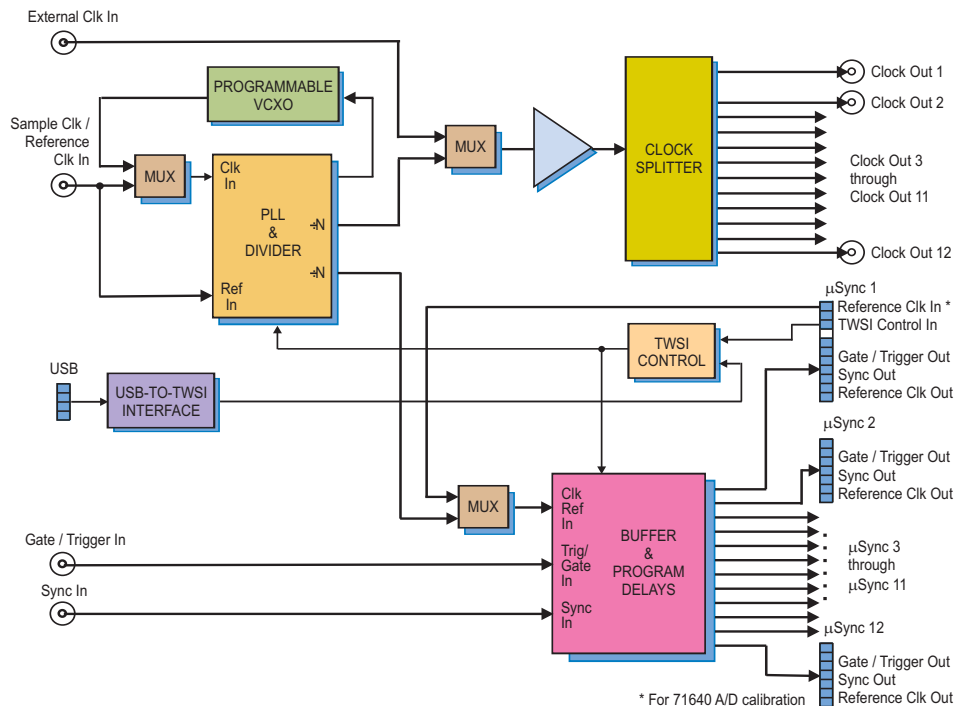 External Clk In
PROGRAMMABLE
VCXO
Sample Clk /
Reference
Clk In
MUX
Clk
In
PLL
&
DIVIDER
÷N
÷N
Ref
In
MUX
CLOCK
SPLITTER
Clock Out 1
Clock Out 2
Clock Out 3
through
Clock Out 11
Clock Out 12
µSync 1
Reference Clk In *
TWSI Control In
Gate / Trigger Out
Sync Out
Reference Clk Out
TWSI
CONTROL
USB
USB-TO-TWSI
INTERFACE
µSync 2
Gate / Trigger Out
Sync Out
Reference Clk Out
MUX
Clk
Ref
In
Trig/
Gate
In
Sync
In
BUFFER
&
PROGRAM
DELAYS
Gate / Trigger In
Sync In
µSync 3
through
µSync 11
µSync 12
Gate / Trigger Out
Sync Out
Reference Clk Out
* For 71640 A/D calibration